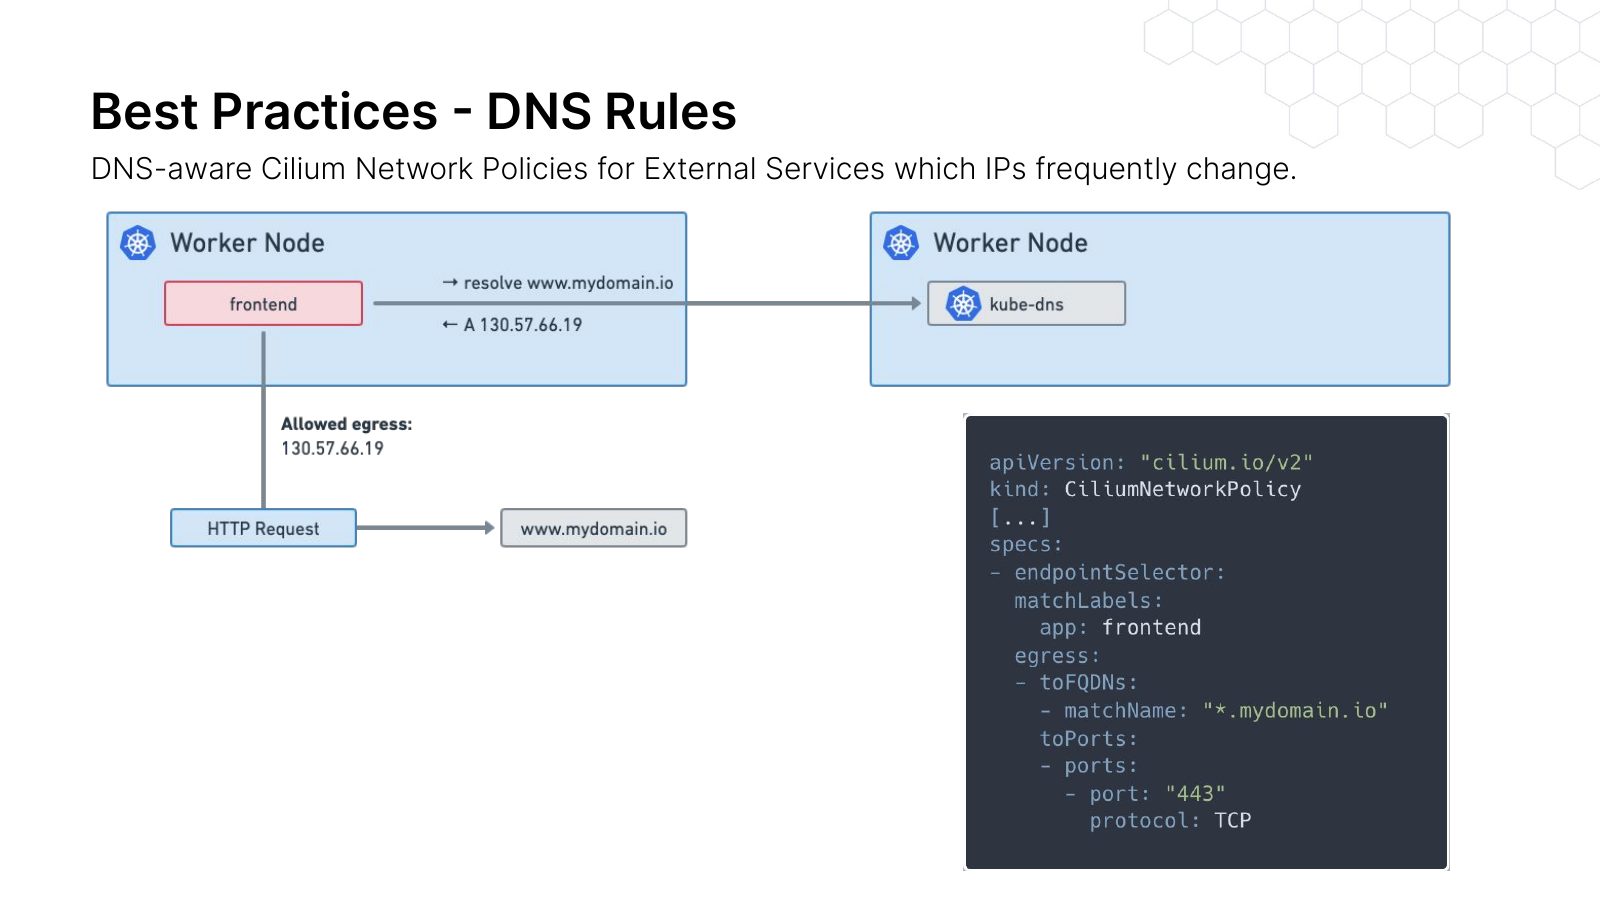 Best Practices - DNS Rules
DNS-aware Cilium Network Policies for External Services which IPs frequently change.
Worker Node
frontend
→ resolve www.mydomain.io
← A 130.57.66.19
Worker Node
kube-dns
Allowed egress:
130.57.66.19
HTTP Request
www.mydomain.io
apiVersion: "cilium.io/v2"
kind: CiliumNetworkPolicy
[...]
specs:
- endpointSelector:
  matchLabels:
    app: frontend
  egress:
  - toFQDNs:
    - matchName: "*.mydomain.io"
    toPorts:
    - ports:
      - port: "443"
        protocol: TCP